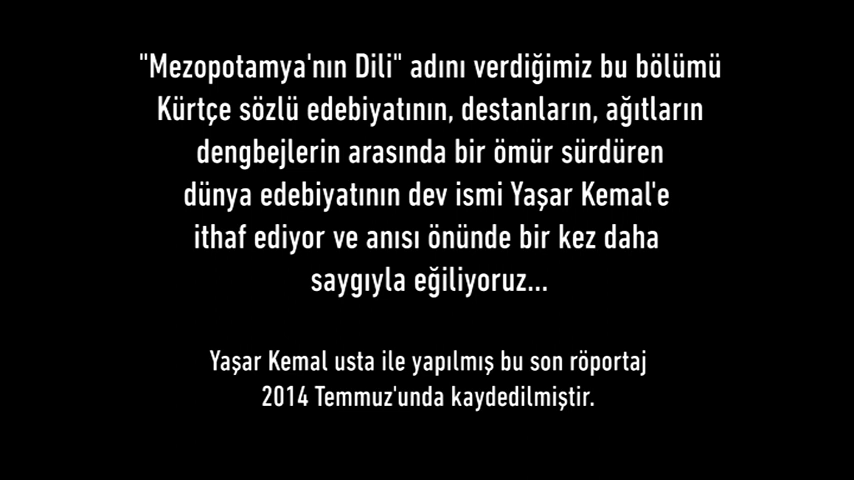 "Mezopotamya'nın Dili" adını verdiğimiz bu bölümü
Kürtçe sözlü edebiyatının, destanların, ağıtların
dengbejlerin arasında bir ömür sürdüren
dünya edebiyatının dev ismi Yaşar Kemal'e
ithaf ediyor ve anısı önünde bir kez daha
saygıyla eğiliyoruz...
Yaşar Kemal usta ile yapılmış bu son röportaj
2014 Temmuz'unda kaydedilmiştir.